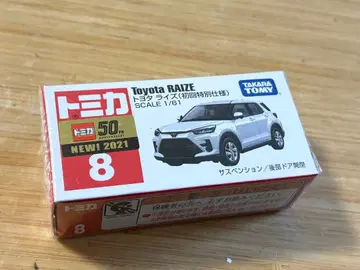 Toyota RAIZE
トヨタ ライズ(初回特別仕様)
SCALE 1/61
TAKARA
TOMY
トミカ
トミカ 50th
ANNIVERSARY
NEW! 2021
8
サスペンション/後部ドア開閉
トミカ
8